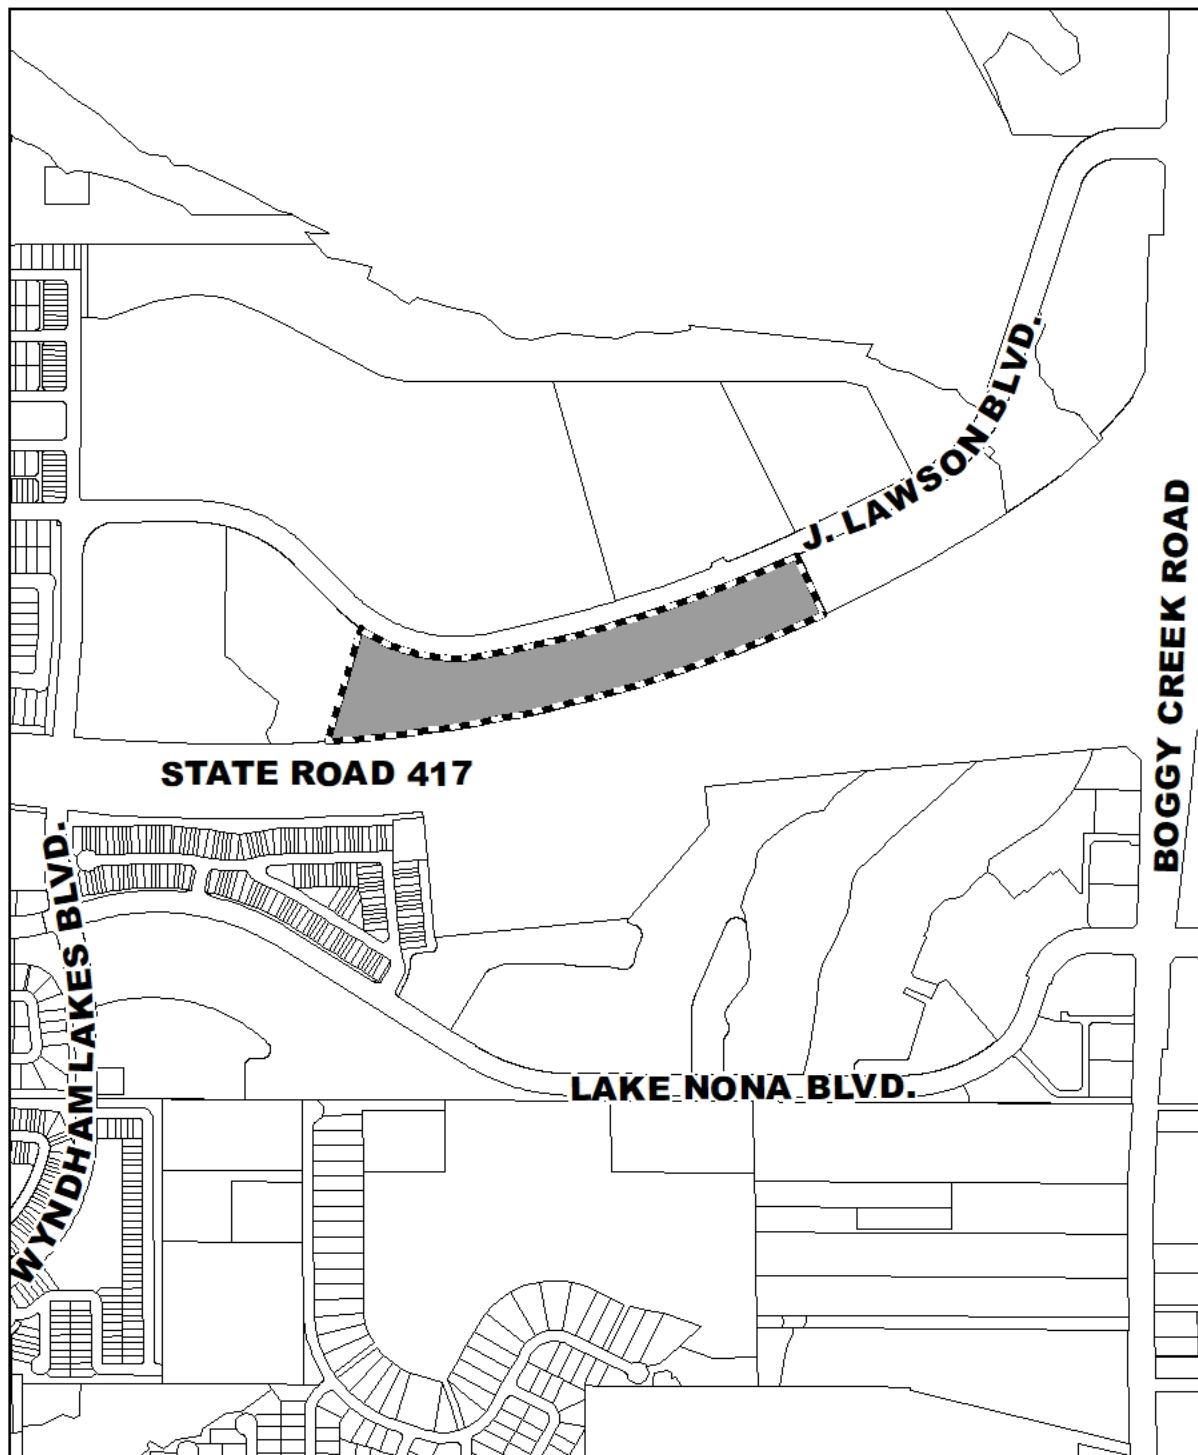 J. LAWSON BLVD.
BOGGY CREEK ROAD
STATE ROAD 417
WYNDHAM LAKES BLVD.
LAKE NONA BLVD.